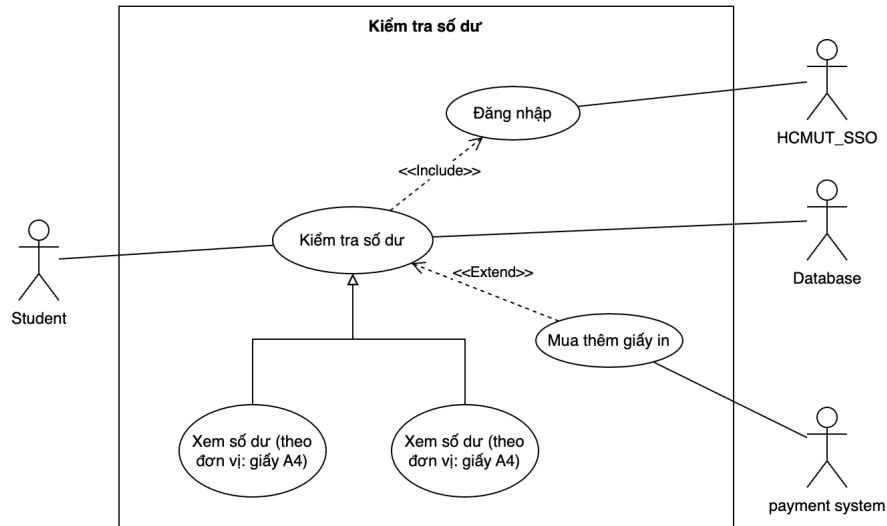 Kiểm tra số dư
Đăng nhập
HCMUT_SSO
<<Include>>
Kiểm tra số dư
Database
<<Extend>>
Student
Mua thêm giấy in
Xem số dư (theo
đơn vị: giấy A4)
Xem số dư (theo
đơn vị: giấy A4)
payment system